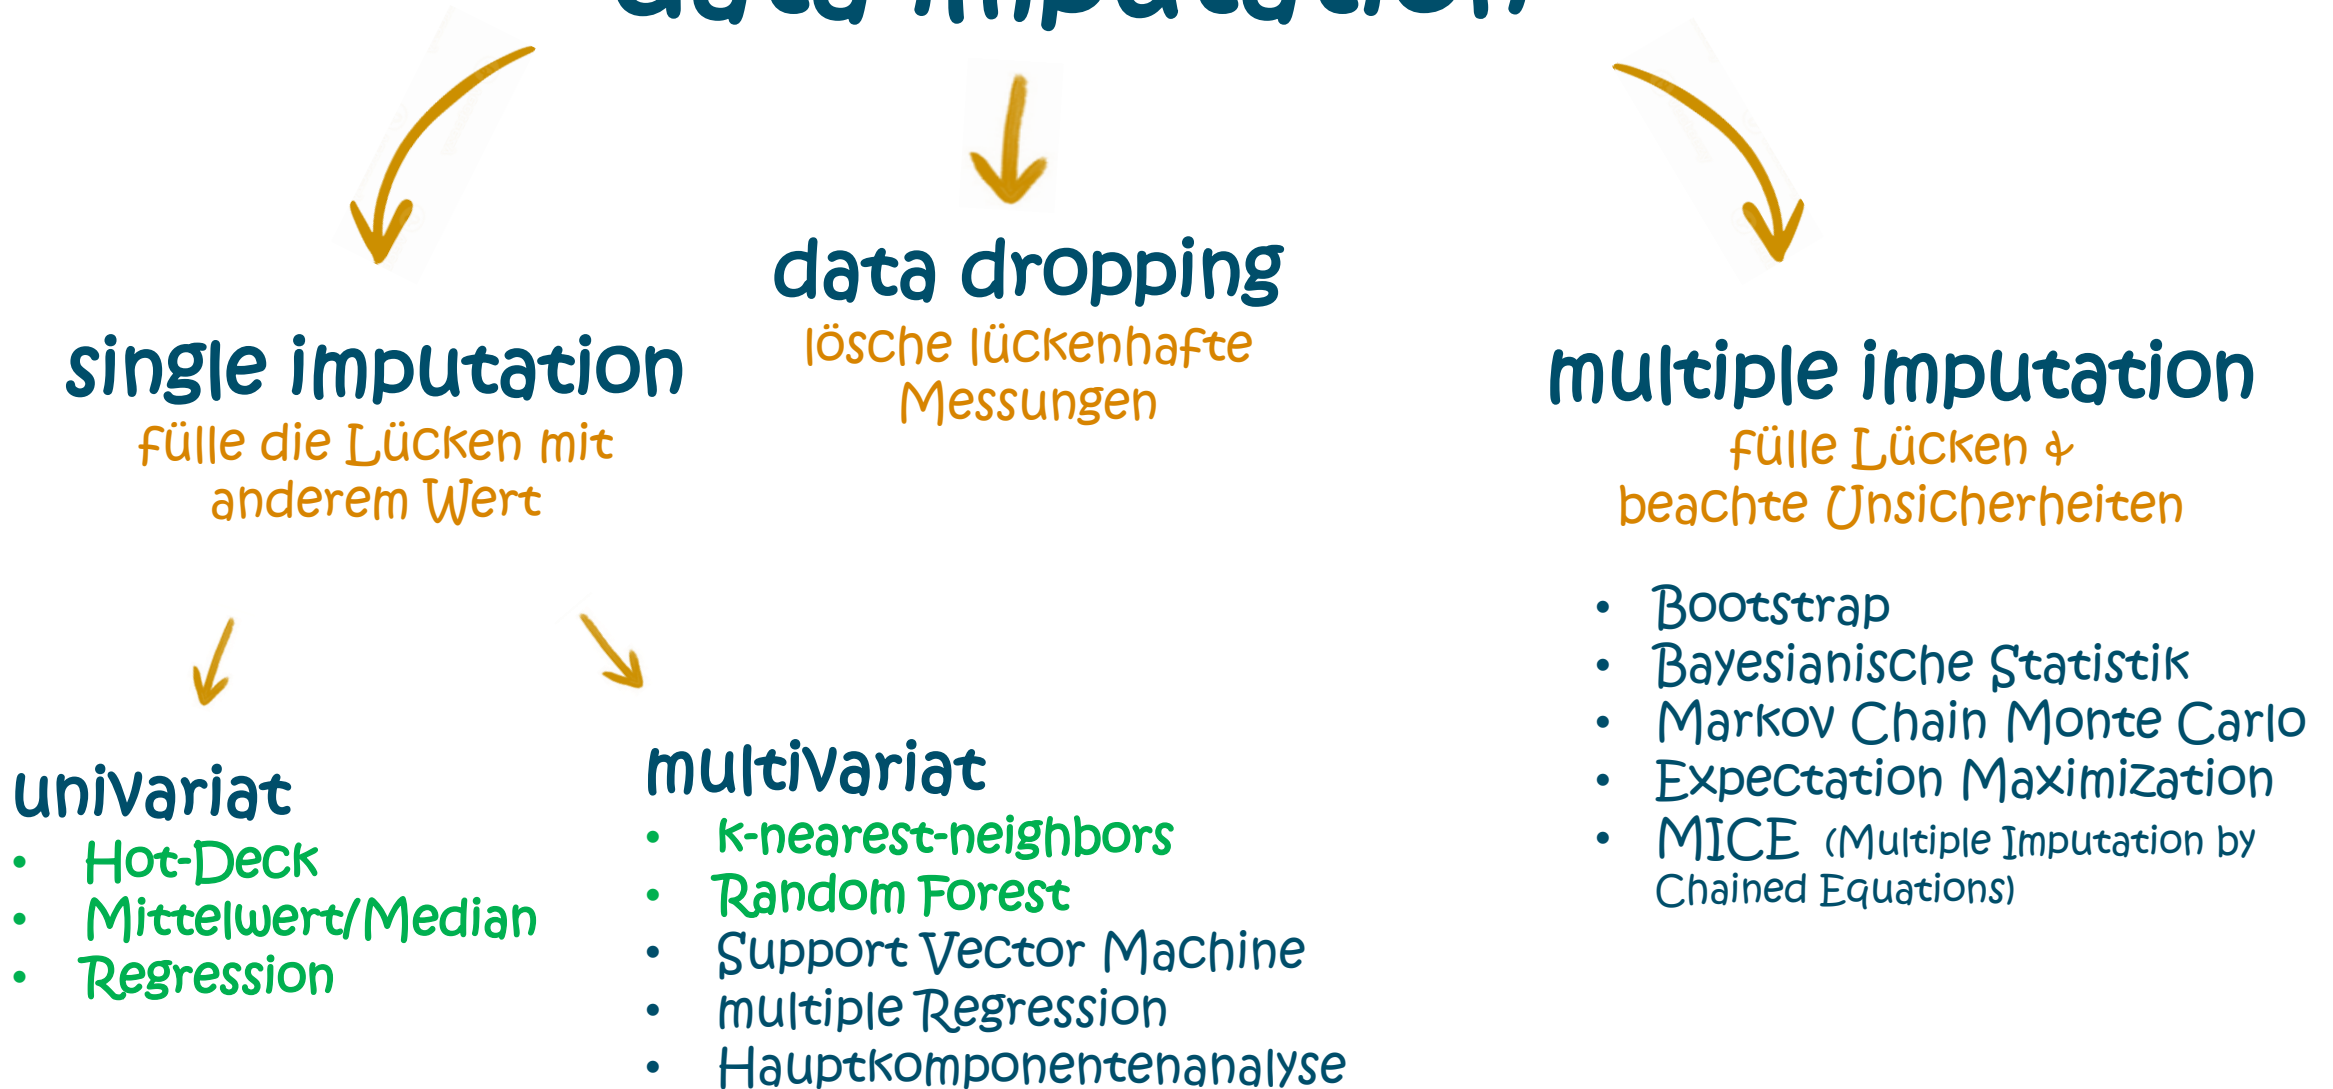 data imputation
data dropping
lösche lückenhafte
Messungen
single imputation
fülle die Lücken mit
anderem Wert
multiple imputation
fülle Lücken &
beachte Unsicherheiten
• Bootstrap
• Bayesianische Statistik
• Markov Chain Monte Carlo
• Expectation Maximization
• MICE (Multiple Imputation by
Chained Equations)
univariat
• Hot-Deck
• Mittelwert/Median
• Regression
multivariat
• k-nearest-neighbors
• Random Forest
• Support Vector Machine
• multiple Regression
• Hauptkomponentenanalyse